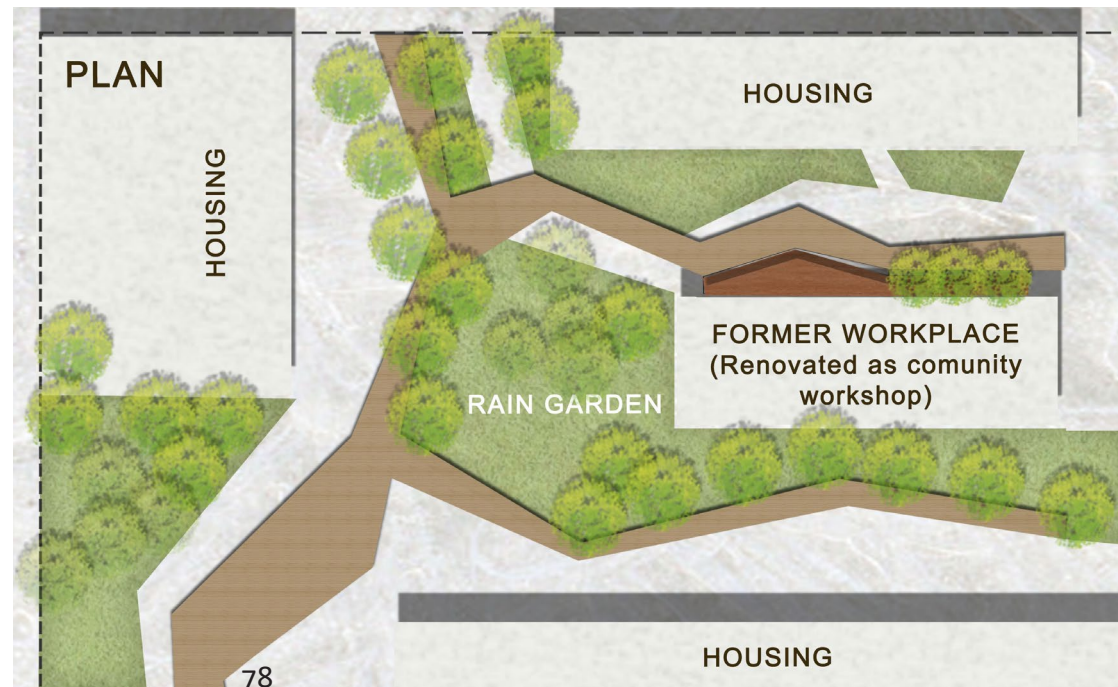 PLAN
HOUSING
HOUSING
FORMER WORKPLACE
(Renovated as comunity
workshop)
RAIN GARDEN
HOUSING
78